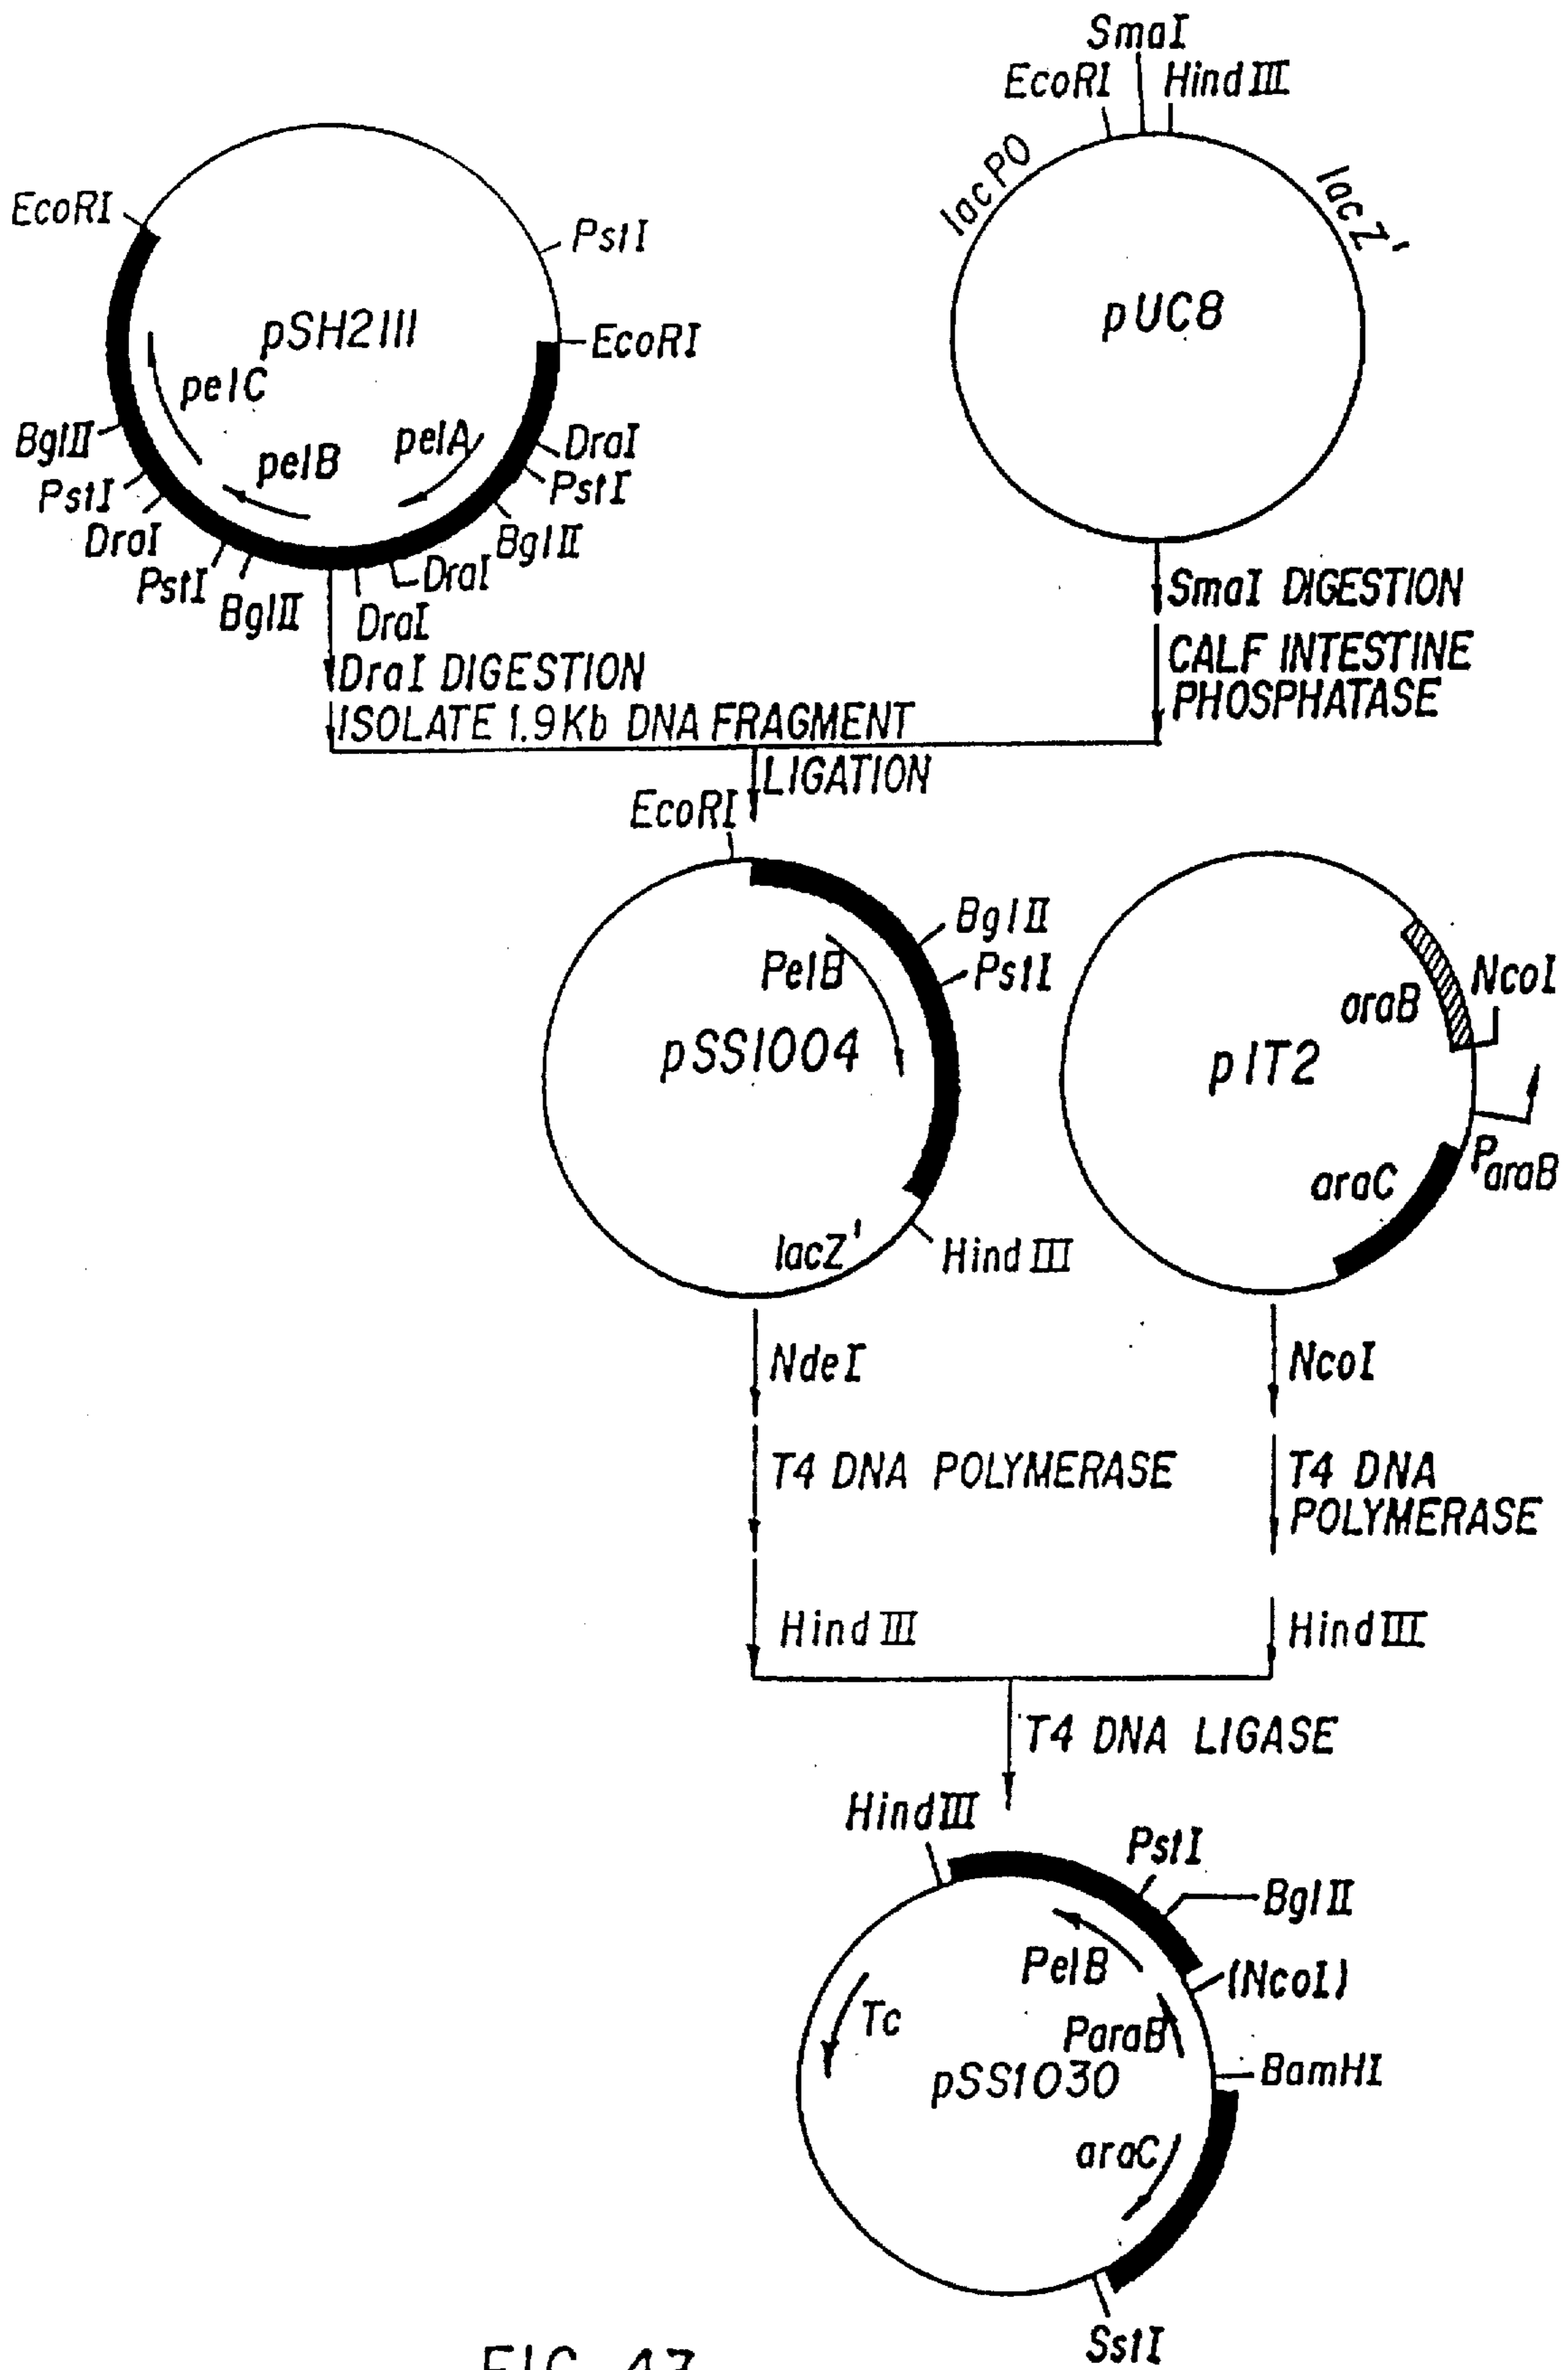 SmaI
EcoRI
HindIII
lacPO
lacZ'
pUC8
EcoRI
PstI
pSH2111
EcoRI
pelC
pelB
pelA
BglII
PstI
DraI
PstI
BglII
DraI
DraI
BglII
PstI
DraI
DraI DIGESTION
ISOLATE 1.9Kb DNA FRAGMENT
SmaI DIGESTION
CALF INTESTINE
PHOSPHATASE
LIGATION
EcoRI
BglII
PstI
PelB
pSS1004
lacZ'
HindIII
araB
NcoI
pIT2
ParaB
araC
NdeI
NcoI
T4 DNA POLYMERASE
T4 DNA
POLYMERASE
HindIII
HindIII
T4 DNA LIGASE
HindIII
PstI
BglII
PelB
(NcoI)
Tc
ParaB
BamHI
pSS1030
araC
SstI